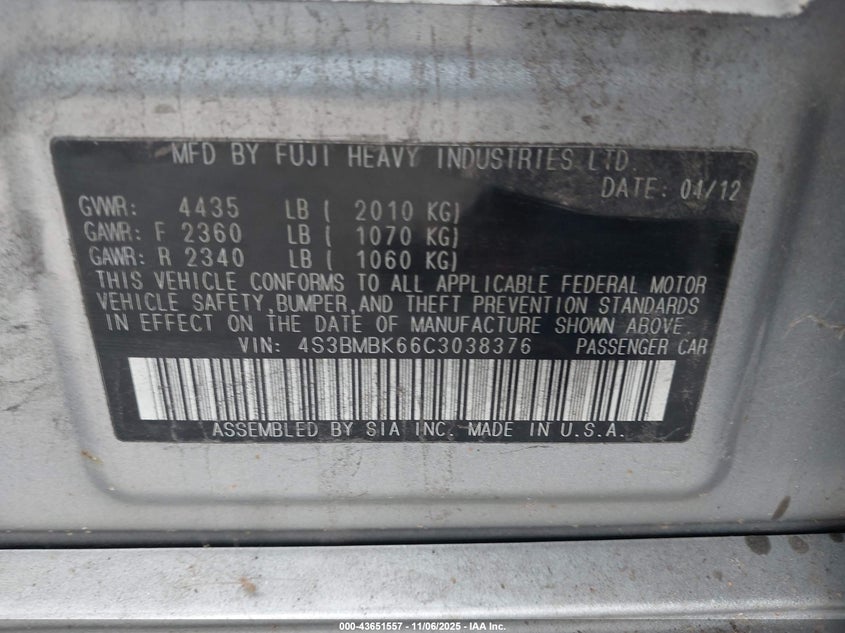 MFD BY FUJI HEAVY INDUSTRIES LTD.
DATE: 04/12
GVWR: 4435 LB ( 2010 KG)
GAWR: F 2360 LB ( 1070 KG)
GAWR: R 2340 LB ( 1060 KG)
THIS VEHICLE CONFORMS TO ALL APPLICABLE FEDERAL MOTOR
VEHICLE SAFETY, BUMPER, AND THEFT PREVENTION STANDARDS
IN EFFECT ON THE DATE OF MANUFACTURE SHOWN ABOVE.
VIN: 4S3BMBK66C3038376 PASSENGER CAR
ASSEMBLED BY SIA INC. MADE IN U.S.A.
000-43651557 - 11/06/2025 - IAA Inc.